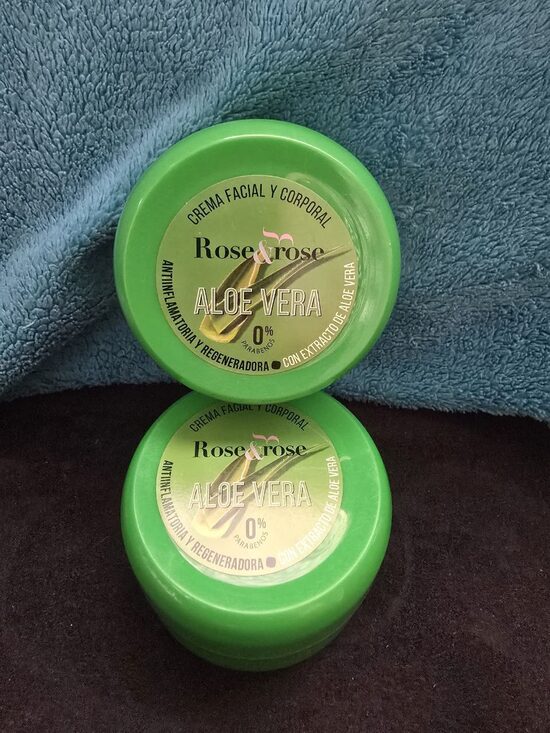 CREMA FACIAL Y CORPORAL
Rose&rose
ALOE VERA
0%
PARABENOS
ANTIINFLAMATORIA Y REGENERADORA
CON EXTRACTO DE ALOE VERA
CREMA FACIAL Y CORPORAL
Rose&rose
ALOE VERA
0%
PARABENOS
ANTIINFLAMATORIA Y REGENERADORA
CON EXTRACTO DE ALOE VERA